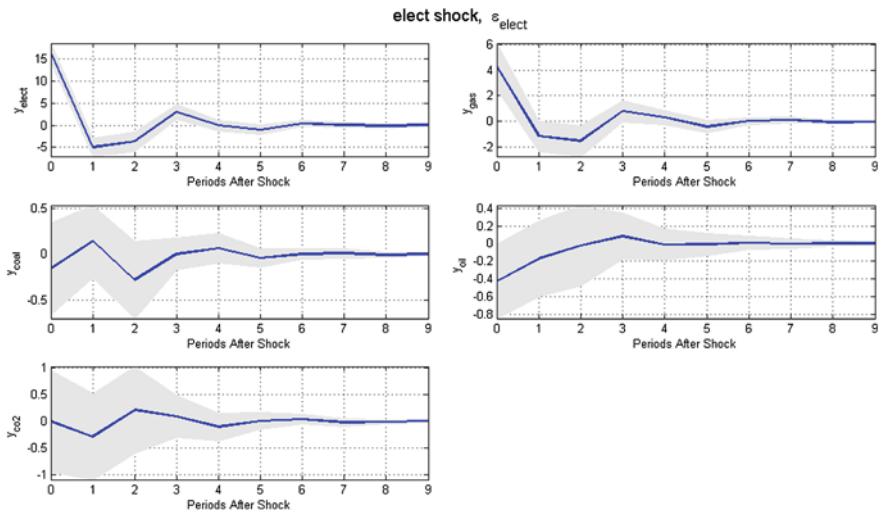 elect shock, ε_elect
y_elect
15
10
5
0
-5
0 1 2 3 4 5 6 7 8 9
Periods After Shock
y_gas
6
4
2
0
-2
0 1 2 3 4 5 6 7 8 9
Periods After Shock
y_coal
0.5
0
-0.5
0 1 2 3 4 5 6 7 8 9
Periods After Shock
y_oil
0.4
0.2
0
-0.2
-0.4
-0.6
-0.8
0 1 2 3 4 5 6 7 8 9
Periods After Shock
y_co2
1
0.5
0
-0.5
-1
0 1 2 3 4 5 6 7 8 9
Periods After Shock